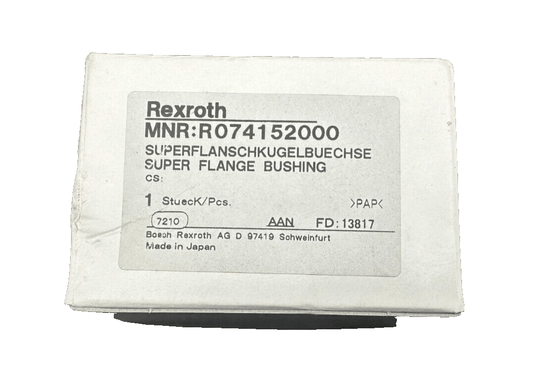 Rexroth
MNR:R074152000
SUPERFLANSCHKUGELBUECHSE
SUPER FLANGE BUSHING
CS:
1 StuecK/Pcs. >PAP<
7210 AAN FD:13817
Bosch Rexroth AG D 97419 Schweinfurt
Made in Japan